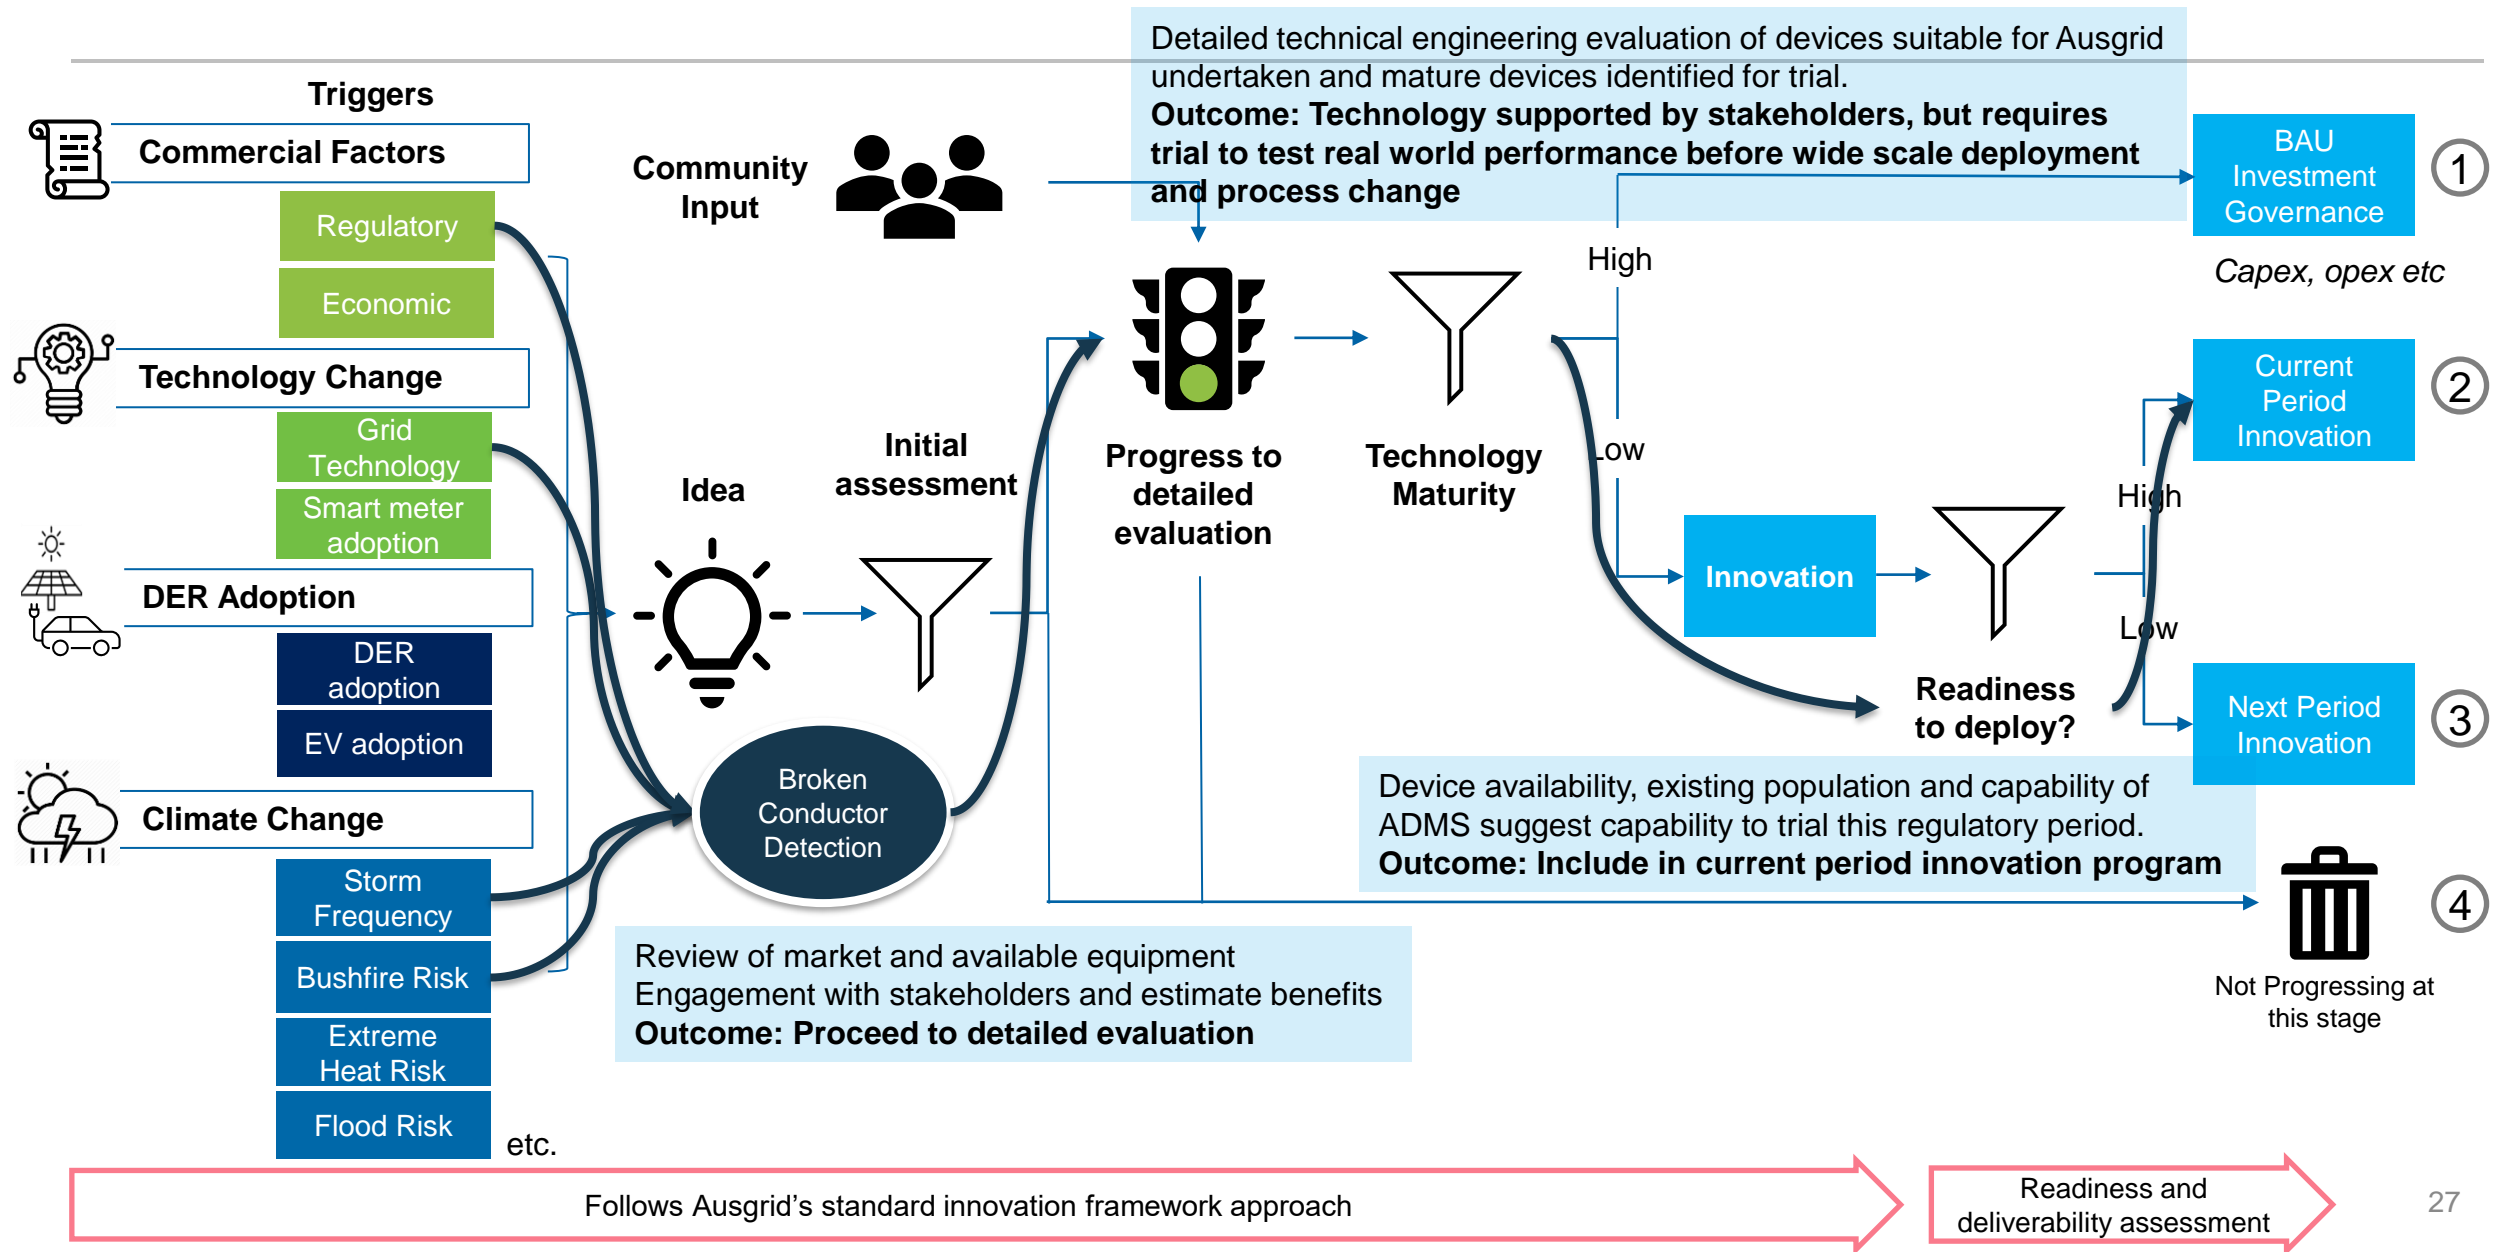 Triggers
Commercial Factors
Regulatory
Economic
Technology Change
Grid
Technology
Smart meter
adoption
DER Adoption
DER
adoption
EV adoption
Climate Change
Storm
Frequency
Bushfire Risk
Extreme
Heat Risk
Flood Risk
etc.
Community
Input
Idea
Initial
assessment
Broken
Conductor
Detection
Review of market and available equipment
Engagement with stakeholders and estimate benefits
Outcome: Proceed to detailed evaluation
Detailed technical engineering evaluation of devices suitable for Ausgrid
undertaken and mature devices identified for trial.
Outcome: Technology supported by stakeholders, but requires
trial to test real world performance before wide scale deployment
and process change
Progress to
detailed
evaluation
Technology
Maturity
High
Low
Innovation
Readiness
to deploy?
High
Low
Device availability, existing population and capability of
ADMS suggest capability to trial this regulatory period.
Outcome: Include in current period innovation program
BAU
Investment
Governance
1
Capex, opex etc
Current
Period
Innovation
2
Next Period
Innovation
3
4
Not Progressing at
this stage
Follows Ausgrid’s standard innovation framework approach
Readiness and
deliverability assessment
27